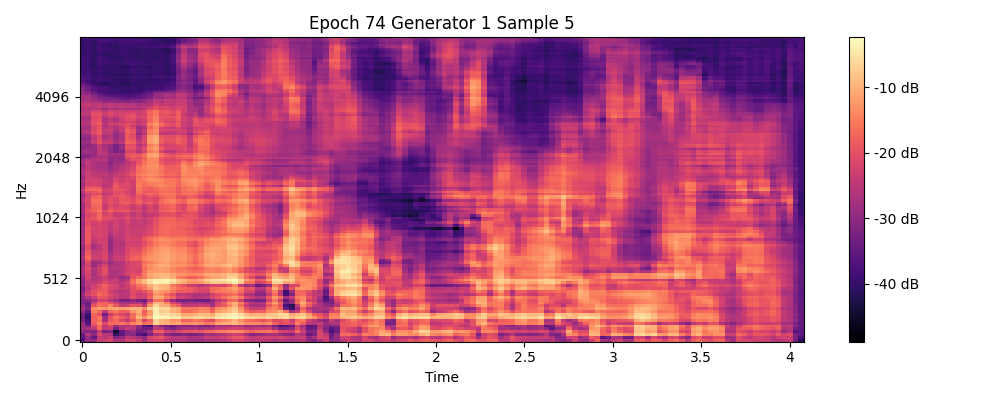 Epoch 74 Generator 1 Sample 5
Hz
4096
2048
1024
512
0
0 0.5 1 1.5 2 2.5 3 3.5 4
Time
-10 dB
-20 dB
-30 dB
-40 dB